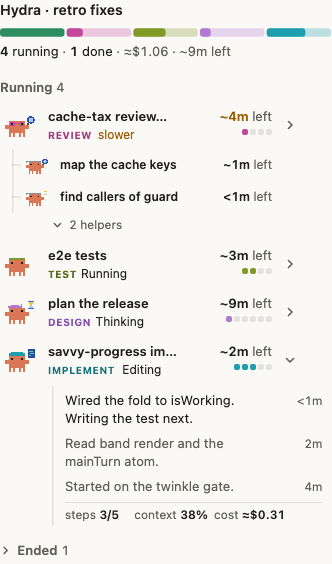 Hydra · retro fixes
4 running · 1 done · ≈$1.06 · ~9m left
Running 4
cache-tax review... ~4m left
REVIEW slower
map the cache keys ~1m left
find callers of guard <1m left
2 helpers
e2e tests ~3m left
TEST Running
plan the release ~9m left
DESIGN Thinking
savvy-progress im... ~2m left
IMPLEMENT Editing
Wired the fold to isWorking. <1m
Writing the test next.
Read band render and the 2m
mainTurn atom.
Started on the twinkle gate. 4m
steps 3/5 context 38% cost ≈$0.31
Ended 1